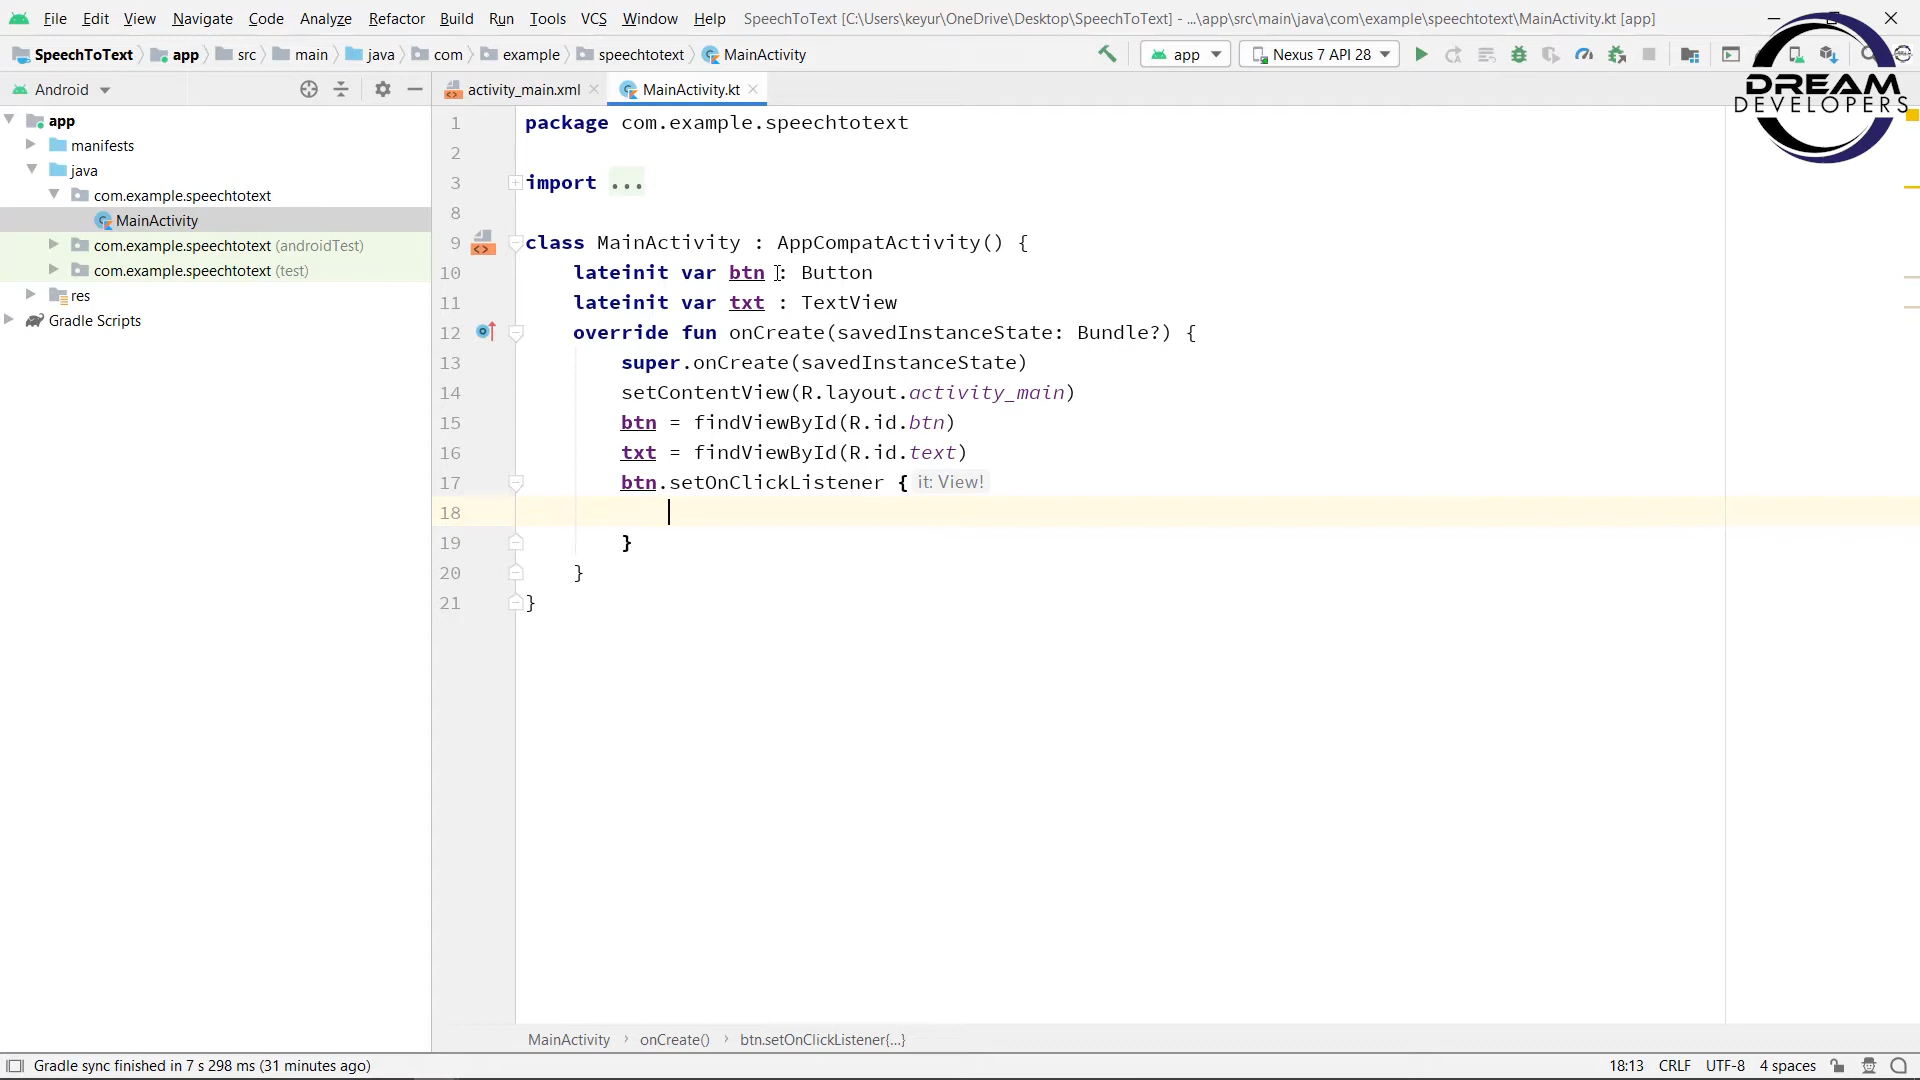 File Edit View Navigate Code Analyze Refactor Build Run Tools VCS Window Help SpeechToText [C:\Users\keyur\OneDrive\Desktop\SpeechToText] - ...\app\src\main\java\com\example\speechtotext\MainActivity.kt [app]
SpeechToText app src main java com example speechtotext MainActivity app Nexus 7 API 28
DREAM
DEVELOPERS
Android
activity_main.xml MainActivity.kt
app
manifests
java
com.example.speechtotext
MainActivity
com.example.speechtotext (androidTest)
com.example.speechtotext (test)
res
Gradle Scripts
1 package com.example.speechtotext
2
3 import ...
8
9 class MainActivity : AppCompatActivity() {
10 lateinit var btn : Button
11 lateinit var txt : TextView
12 override fun onCreate(savedInstanceState: Bundle?) {
13 super.onCreate(savedInstanceState)
14 setContentView(R.layout.activity_main)
15 btn = findViewById(R.id.btn)
16 txt = findViewById(R.id.text)
17 btn.setOnClickListener { it: View!
18
19 }
20 }
21 }
MainActivity › onCreate() › btn.setOnClickListener{...}
Gradle sync finished in 7 s 298 ms (31 minutes ago) 18:13 CRLF UTF-8 4 spaces